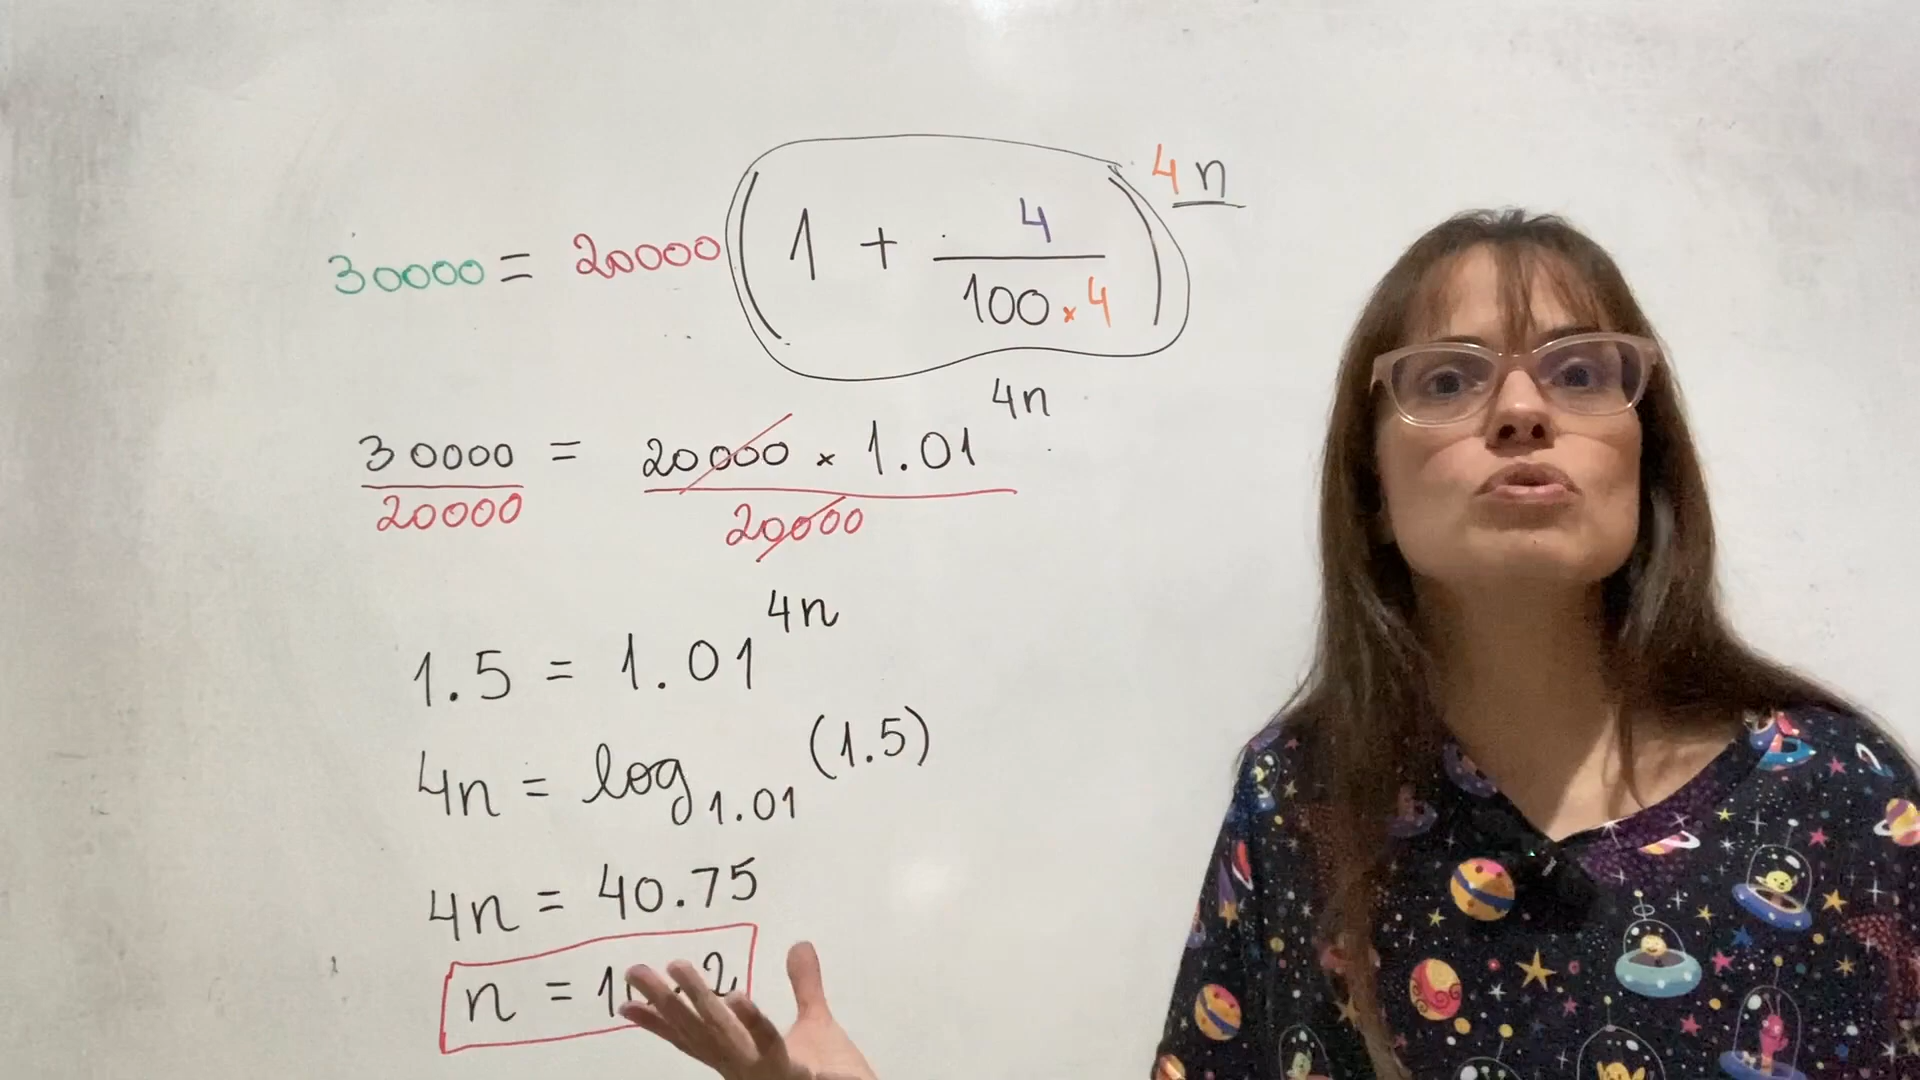 30000 = 20000 ( 1 + 4 / 100 × 4 )^4n
30000 / 20000 = 20000 × 1.01^4n / 20000
1.5 = 1.01^4n
4n = log_1.01 (1.5)
4n = 40.75
n =